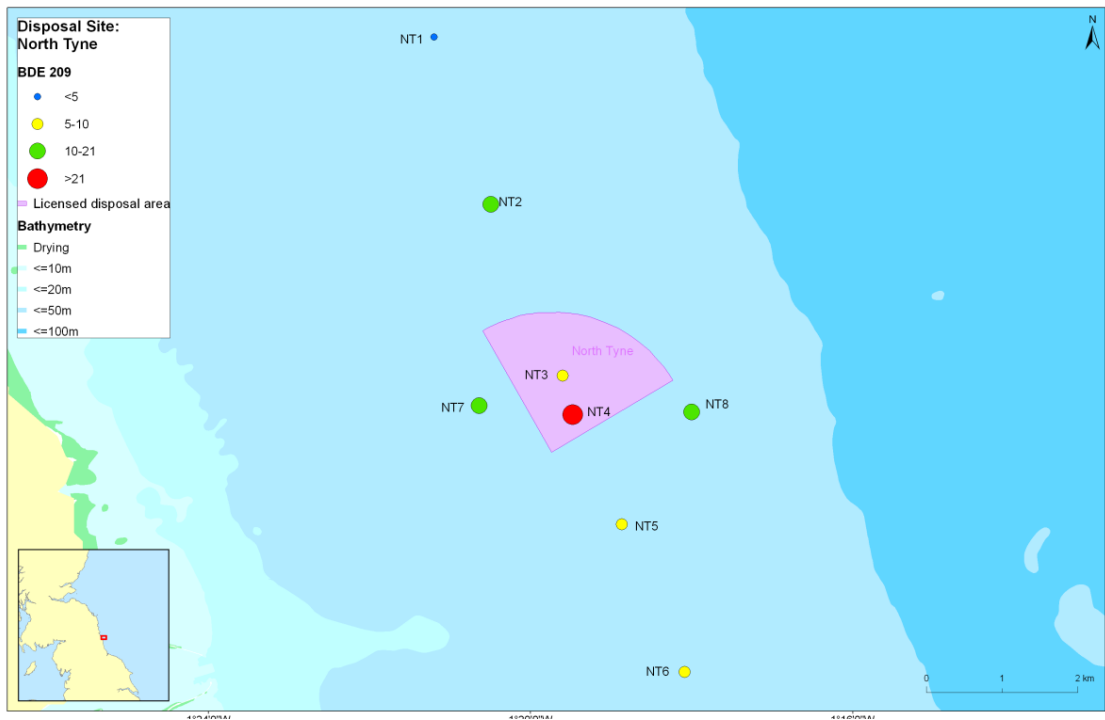 Disposal Site:
North Tyne
BDE 209
<5
5-10
10-21
>21
Licensed disposal area
Bathymetry
Drying
<=10m
<=20m
<=50m
<=100m
N
NT1
NT2
North Tyne
NT3
NT7
NT4
NT8
NT5
NT6
0 1 2 km